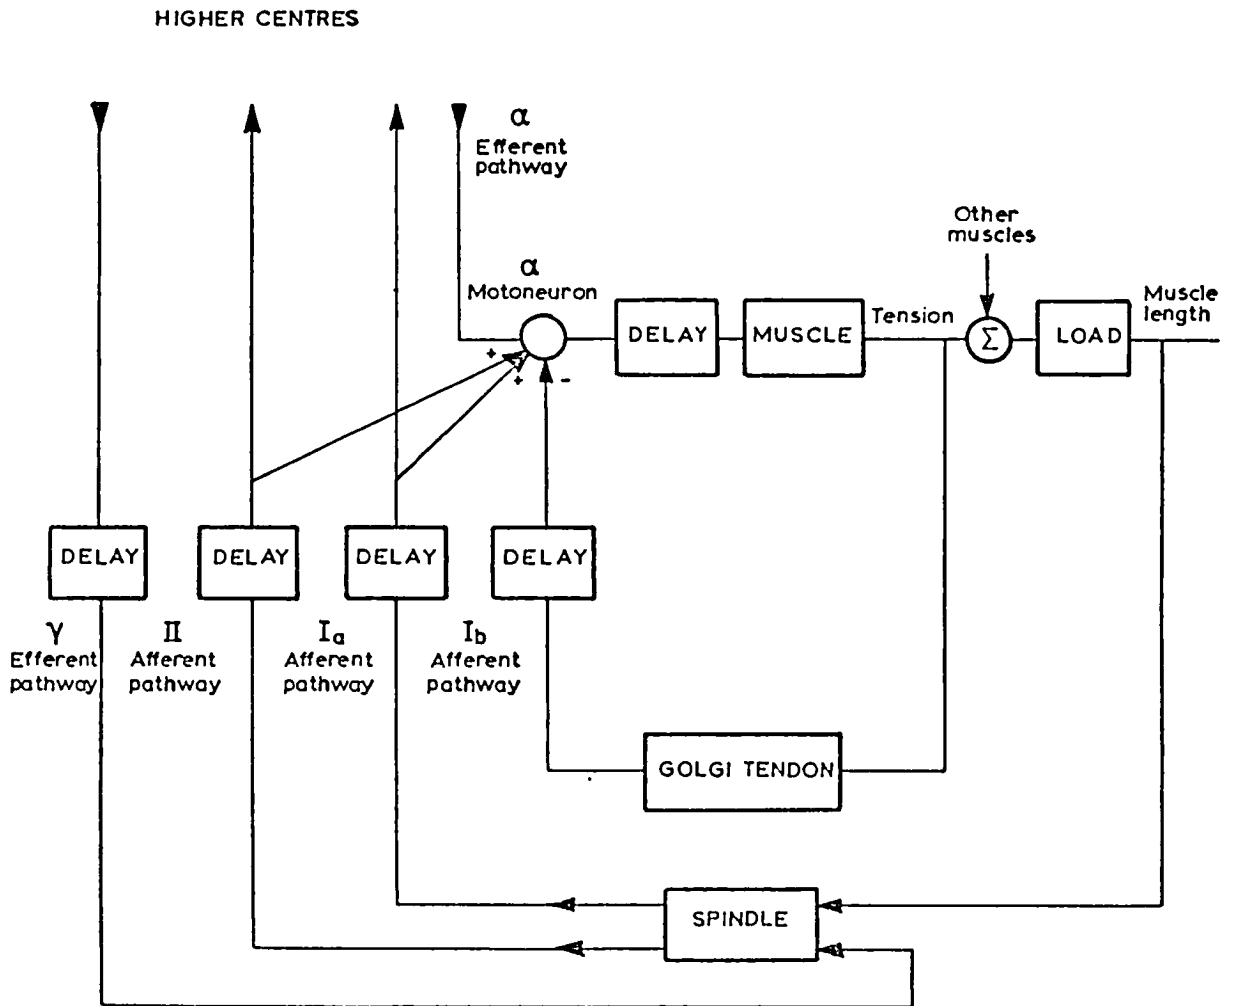 HIGHER CENTRES
α
Efferent
pathway
Other
muscles
α
Motoneuron
Muscle
length
Tension
DELAY
MUSCLE
Σ
LOAD
+
+
-
DELAY
DELAY
DELAY
DELAY
γ
Efferent
pathway
II
Afferent
pathway
Ia
Afferent
pathway
Ib
Afferent
pathway
GOLGI TENDON
SPINDLE